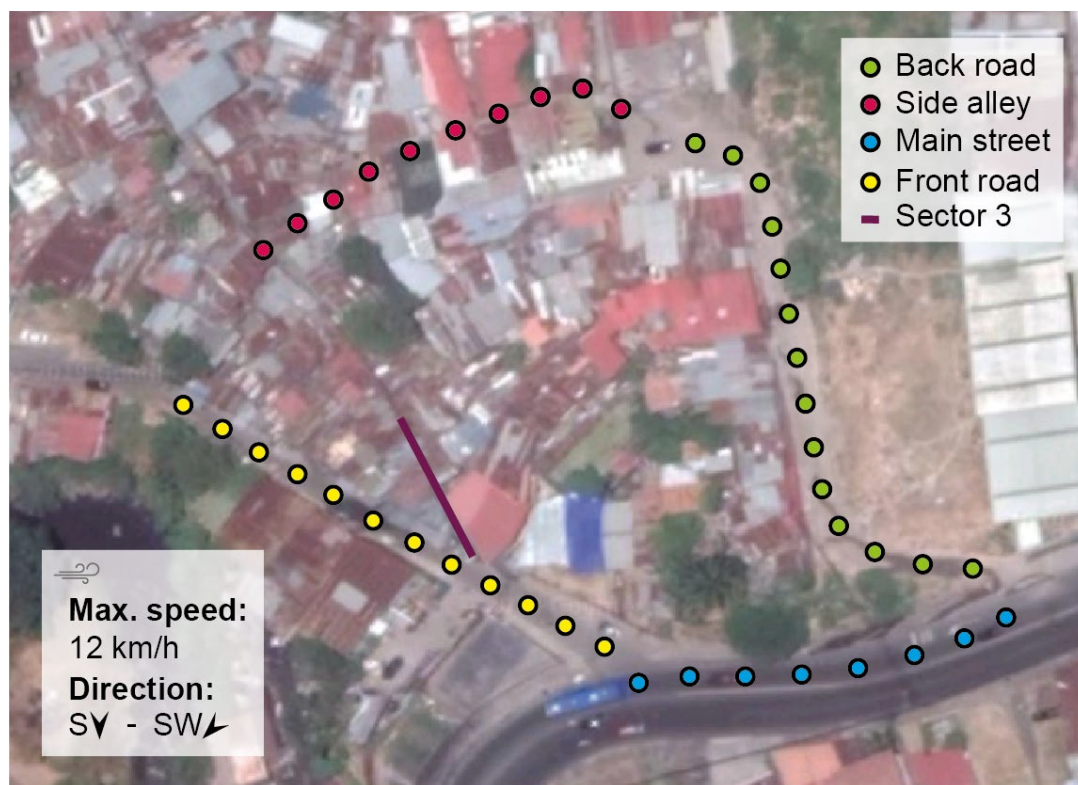 Back road
Side alley
Main street
Front road
Sector 3
Max. speed:
12 km/h
Direction:
S - SW